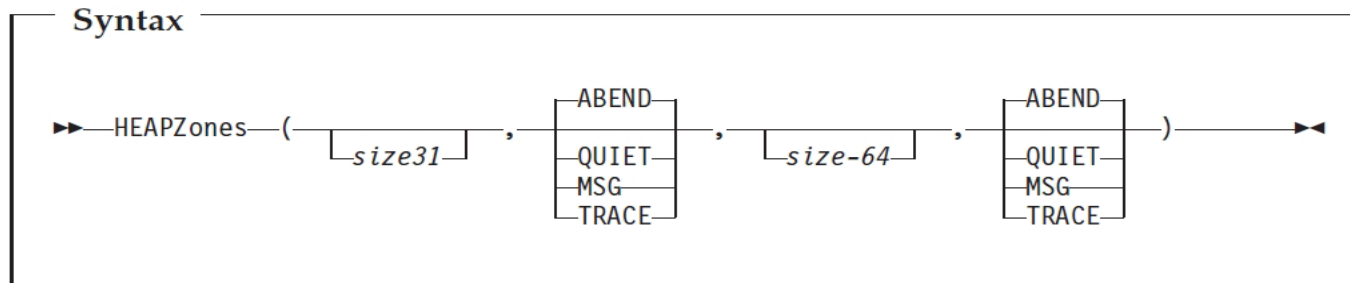 Syntax
ABEND ABEND
►►—HEAPZones—( size31 , QUIET , size-64 , QUIET ) ►◄
MSG MSG
TRACE TRACE